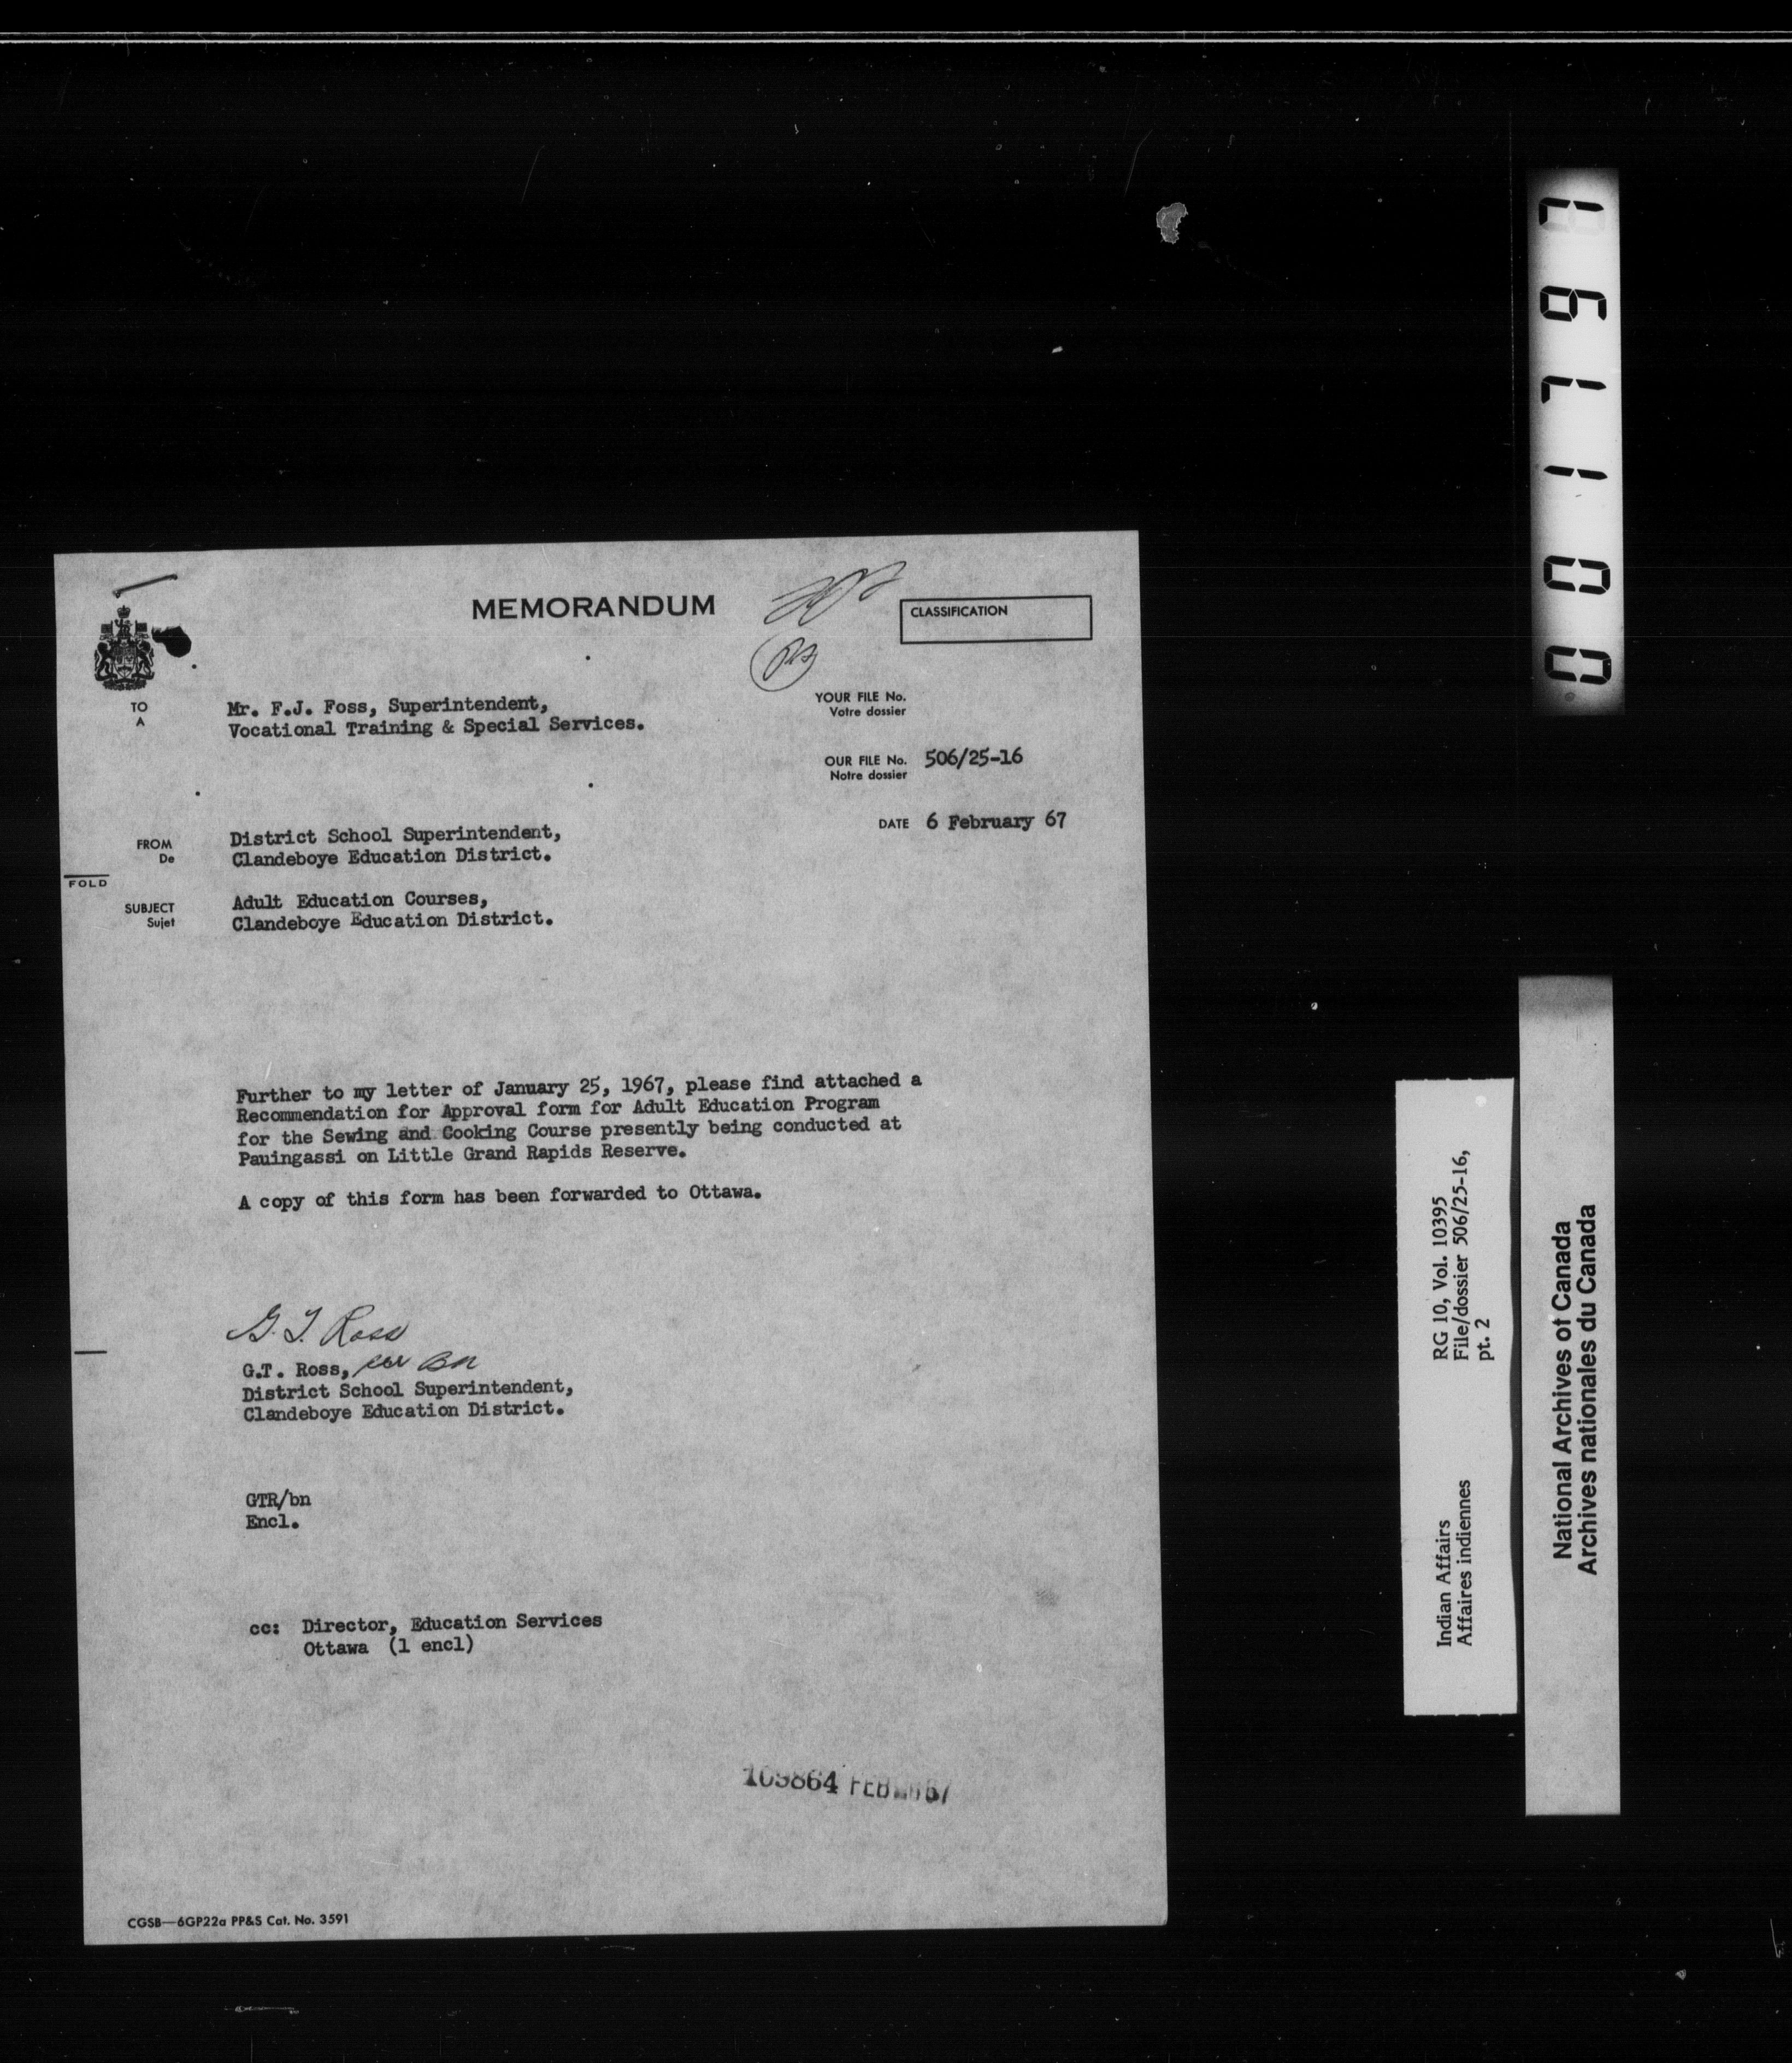 MEMORANDUM
CLASSIFICATION
TO
A
Mr. F.J. Foss, Superintendent,
Vocational Training & Special Services.
YOUR FILE No.
Votre dossier
OUR FILE No. 506/25-16
Notre dossier
DATE 6 February 67
FROM
De
District School Superintendent,
Clandeboye Education District.
FOLD
SUBJECT
Sujet
Adult Education Courses,
Clandeboye Education District.
Further to my letter of January 25, 1967, please find attached a
Recommendation for Approval form for Adult Education Program
for the Sewing and Cooking Course presently being conducted at
Pauingassi on Little Grand Rapids Reserve.
A copy of this form has been forwarded to Ottawa.
G.T. Ross
G.T. Ross,
District School Superintendent,
Clandeboye Education District.
GTR/bn
Encl.
cc: Director, Education Services
Ottawa (1 encl)
109864 FEB
CGSB—6GP22a PP&S Cat. No. 3591
RG 10, Vol. 10395
File/dossier 506/25-16,
pt. 2
Indian Affairs
Affaires indiennes
National Archives of Canada
Archives nationales du Canada